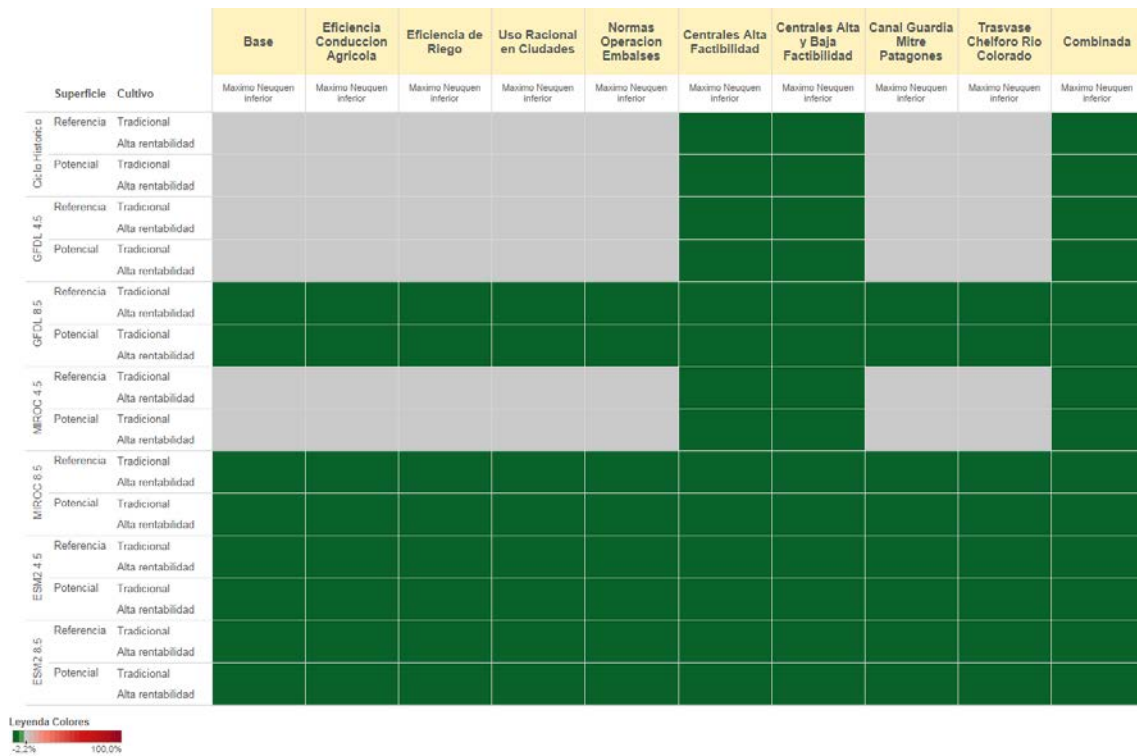 Base Eficiencia Conduccion Agricola Eficiencia de Riego Uso Racional en Ciudades Normas Operacion Embalses Centrales Alta Factibilidad Centrales Alta y Baja Factibilidad Canal Guardia Mitre Patagones Trasvase Chelforo Rio Colorado Combinada
Superficie Cultivo Maximo Neuquen inferior Maximo Neuquen inferior Maximo Neuquen inferior Maximo Neuquen inferior Maximo Neuquen inferior Maximo Neuquen inferior Maximo Neuquen inferior Maximo Neuquen inferior Maximo Neuquen inferior Maximo Neuquen inferior
Ciclo Historico
Referencia Tradicional
Alta rentabilidad
Potencial Tradicional
Alta rentabilidad
GFDL 4.5
Referencia Tradicional
Alta rentabilidad
Potencial Tradicional
Alta rentabilidad
GFDL 8.5
Referencia Tradicional
Alta rentabilidad
Potencial Tradicional
Alta rentabilidad
MIROC 4.5
Referencia Tradicional
Alta rentabilidad
Potencial Tradicional
Alta rentabilidad
MIROC 8.5
Referencia Tradicional
Alta rentabilidad
Potencial Tradicional
Alta rentabilidad
ESM2 4.5
Referencia Tradicional
Alta rentabilidad
Potencial Tradicional
Alta rentabilidad
ESM2 8.5
Referencia Tradicional
Alta rentabilidad
Potencial Tradicional
Alta rentabilidad
Leyenda Colores
-2,2% 100,0%